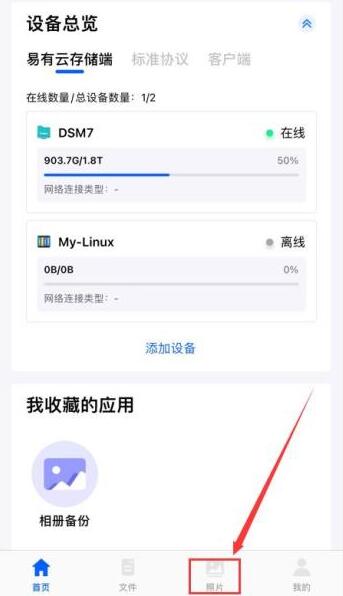 设备总览
易有云存储端 标准协议 客户端
在线数量/总设备数量：1/2
DSM7 在线
903.7G/1.8T 50%
网络连接类型：-
My-Linux 离线
0B/0B 0%
网络连接类型：-
添加设备
我收藏的应用
相册备份
首页 文件 照片 我的